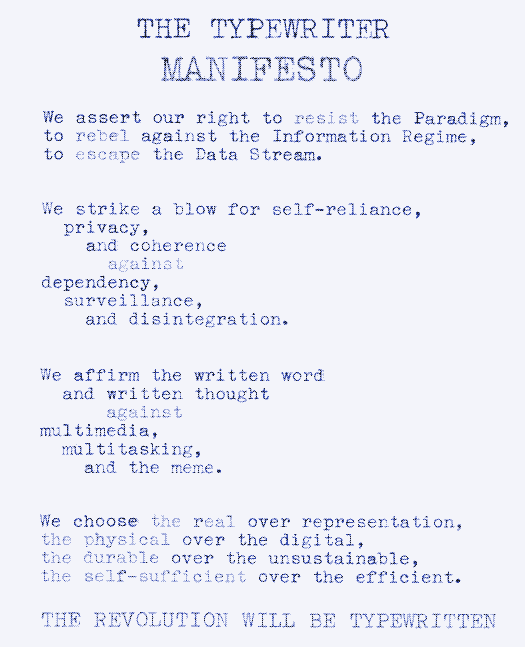 THE TYPEWRITER
MANIFESTO
We assert our right to resist the Paradigm,
to rebel against the Information Regime,
to escape the Data Stream.
We strike a blow for self-reliance,
privacy,
and coherence
against
dependency,
surveillance,
and disintegration.
We affirm the written word
and written thought
against
multimedia,
multitasking,
and the meme.
We choose the real over representation,
the physical over the digital,
the durable over the unsustainable,
the self-sufficient over the efficient.
THE REVOLUTION WILL BE TYPEWRITTEN